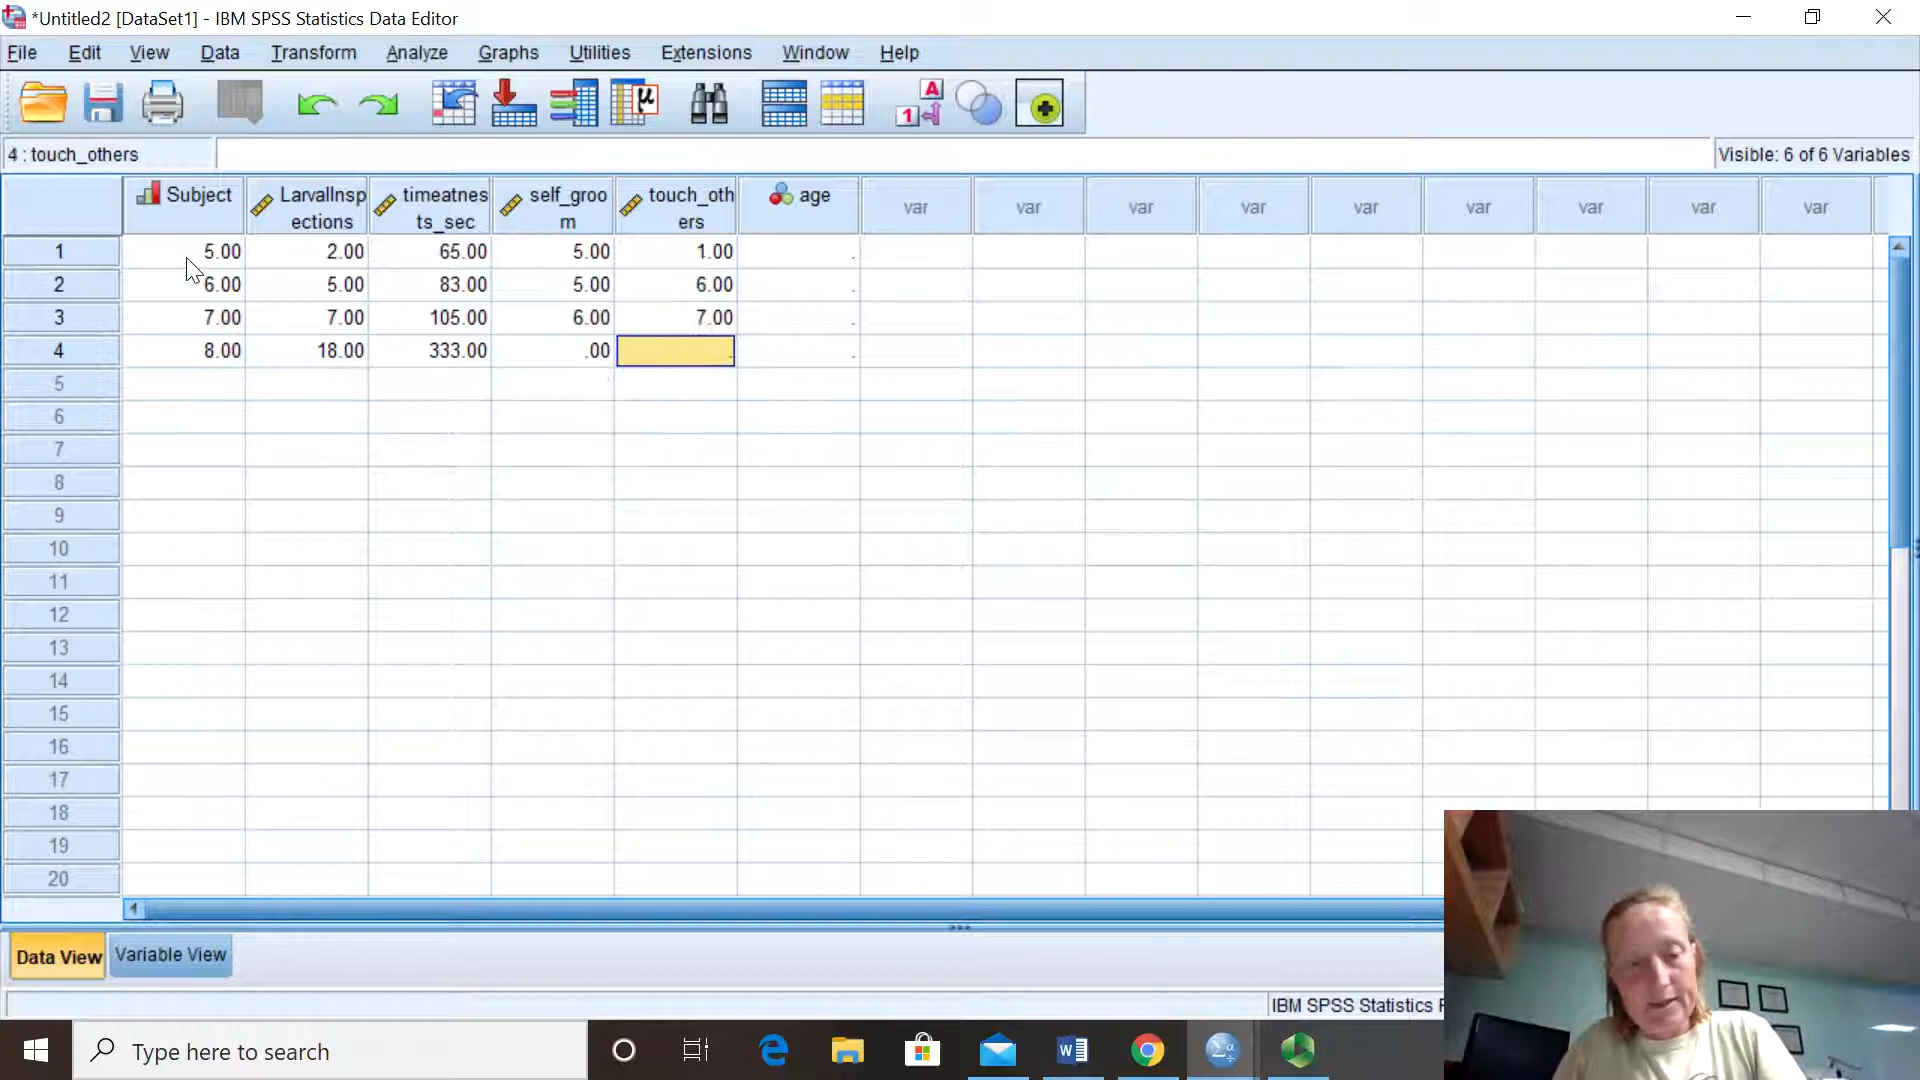 *Untitled2 [DataSet1] - IBM SPSS Statistics Data Editor
File Edit View Data Transform Analyze Graphs Utilities Extensions Window Help
4 : touch_others
Visible: 6 of 6 Variables
Subject LarvalInsp timeatnes self_groo touch_oth age var var var var var var var var var
ections ts_sec m ers
1 5.00 2.00 65.00 5.00 1.00 .
2 6.00 5.00 83.00 5.00 6.00 .
3 7.00 7.00 105.00 6.00 7.00 .
4 8.00 18.00 333.00 .00 . .
5
6
7
8
9
10
11
12
13
14
15
16
17
18
19
20
Data View Variable View
IBM SPSS Statistics
Type here to search